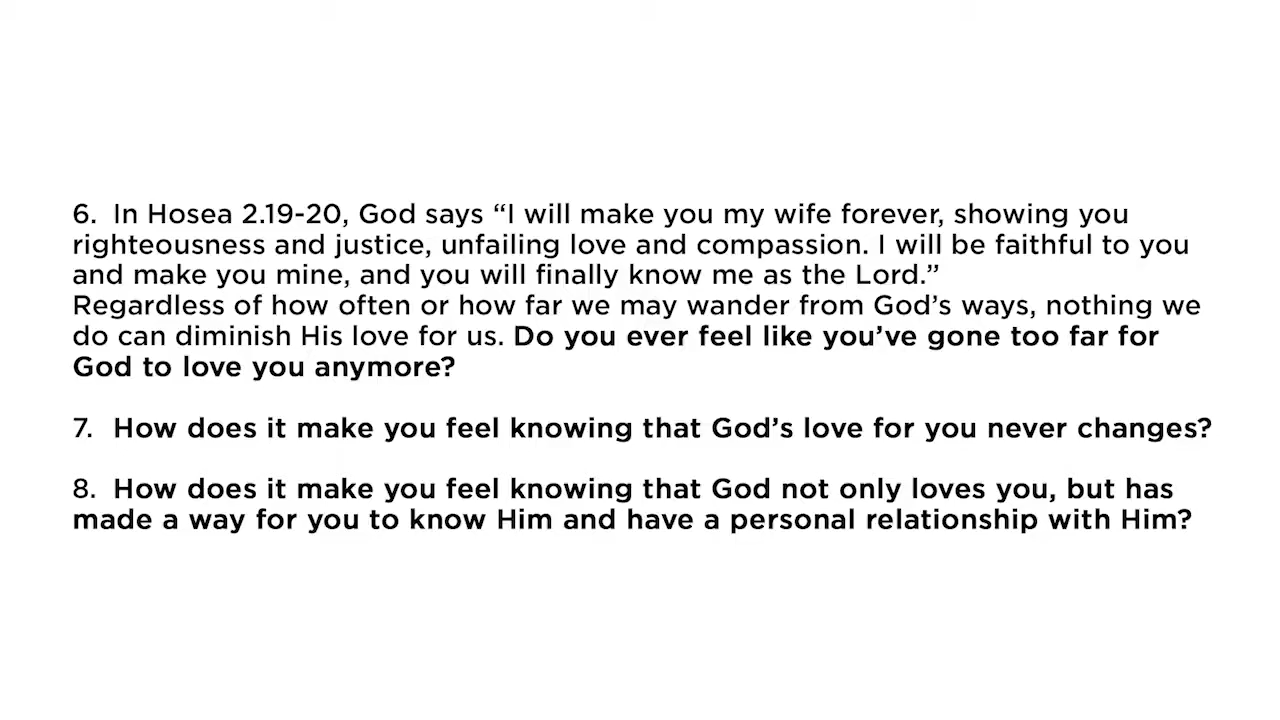 6.  In Hosea 2.19-20, God says “I will make you my wife forever, showing you
righteousness and justice, unfailing love and compassion. I will be faithful to you
and make you mine, and you will finally know me as the Lord.”
Regardless of how often or how far we may wander from God’s ways, nothing we
do can diminish His love for us. Do you ever feel like you’ve gone too far for
God to love you anymore?
7.  How does it make you feel knowing that God’s love for you never changes?
8.  How does it make you feel knowing that God not only loves you, but has
made a way for you to know Him and have a personal relationship with Him?